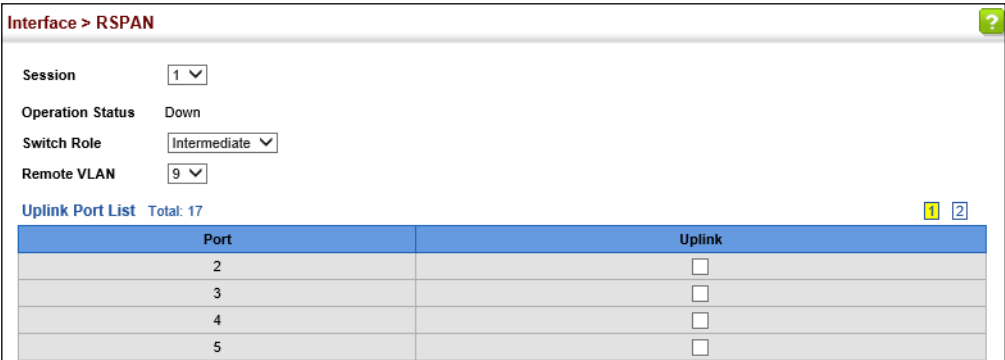 Interface > RSPAN ?
Session 1
Operation Status Down
Switch Role Intermediate
Remote VLAN 9
Uplink Port List Total: 17 1 2
Port Uplink
2
3
4
5